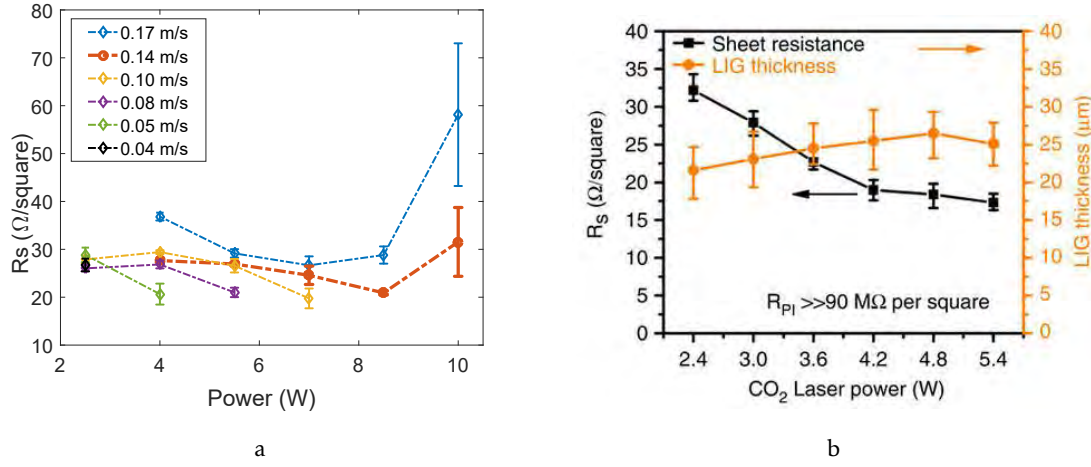 80
70
60
50
40
30
20
10
Rs (Ω/square)
0.17 m/s
0.14 m/s
0.10 m/s
0.08 m/s
0.05 m/s
0.04 m/s
2 4 6 8 10
Power (W)
a
40
35
30
25
20
15
10
5
0
RS (Ω/square)
Sheet resistance
LIG thickness
RPI >>90 MΩ per square
40
35
30
25
20
15
10
5
0
LIG thickness (um)
2.4 3.0 3.6 4.2 4.8 5.4
CO2 Laser power (W)
b